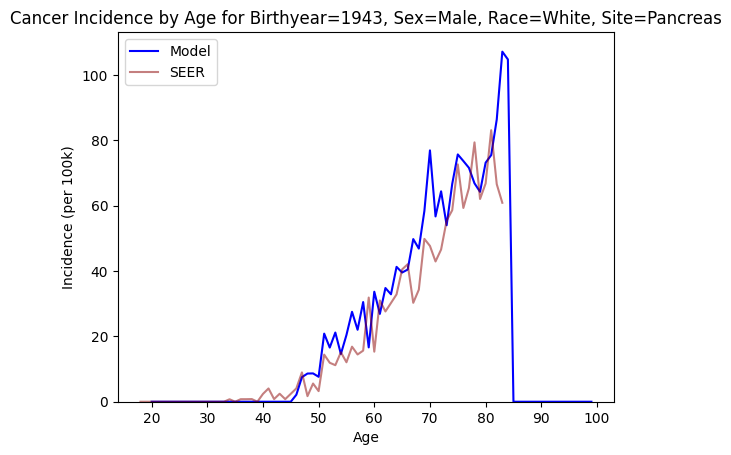 Cancer Incidence by Age for Birthyear=1943, Sex=Male, Race=White, Site=Pancreas
Model
SEER
100
80
60
40
20
0
Incidence (per 100k)
20 30 40 50 60 70 80 90 100
Age